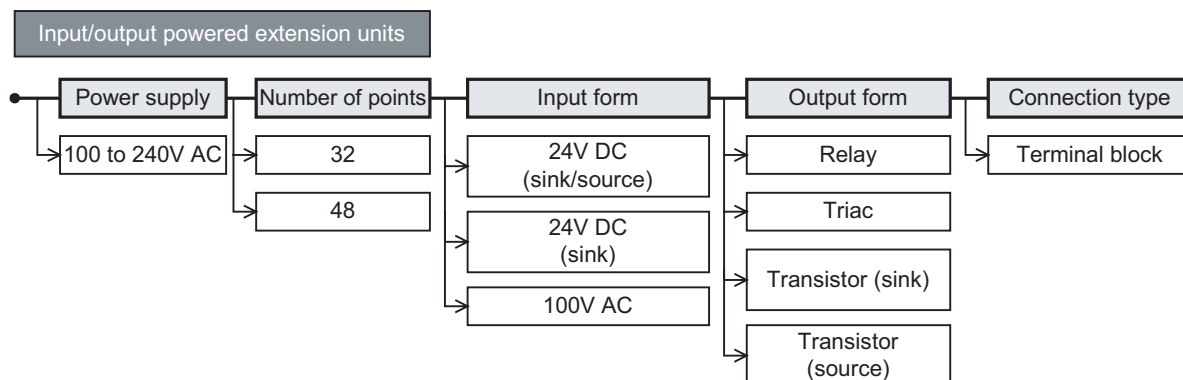 Input/output powered extension units
Power supply
Number of points
Input form
Output form
Connection type
100 to 240V AC
32
48
24V DC
(sink/source)
24V DC
(sink)
100V AC
Relay
Triac
Transistor (sink)
Transistor
(source)
Terminal block